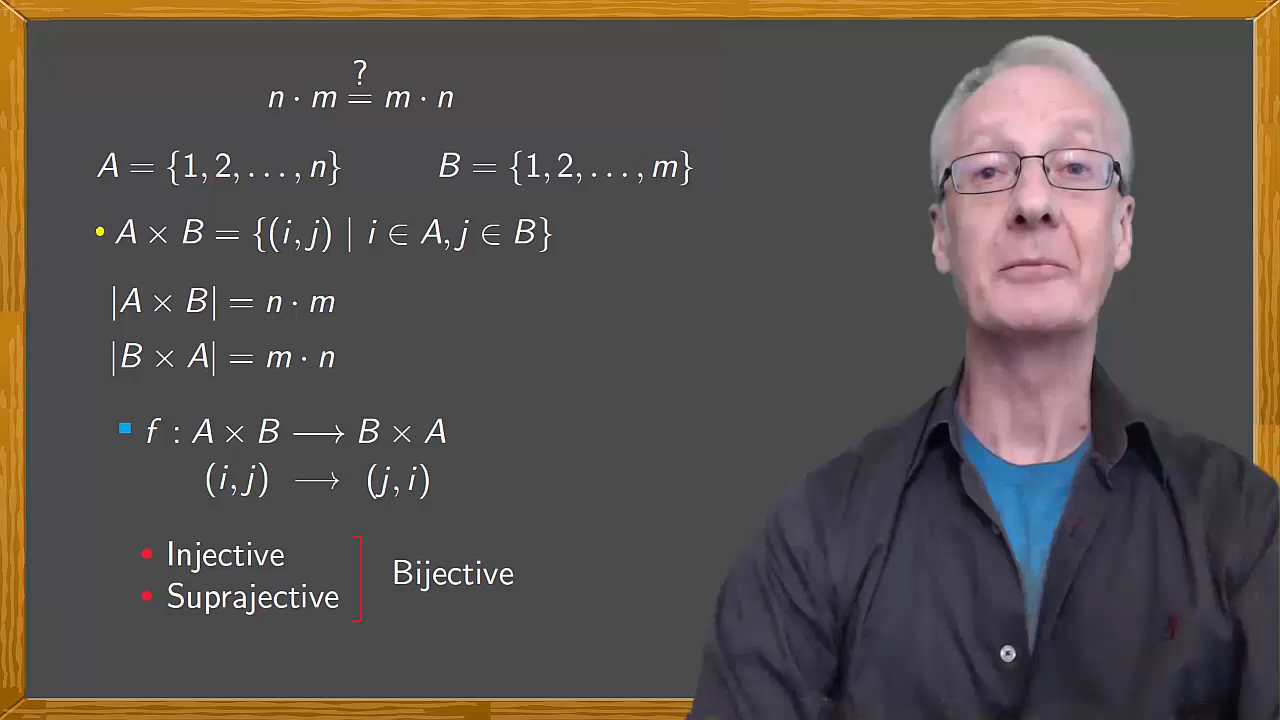 ?
n · m = m · n
A = {1, 2, . . . , n} B = {1, 2, . . . , m}
A × B = {(i, j) | i ∈ A, j ∈ B}
|A × B| = n · m
|B × A| = m · n
f : A × B ⟶ B × A
(i, j) ⟶ (j, i)
Injective
Suprajective
Bijective